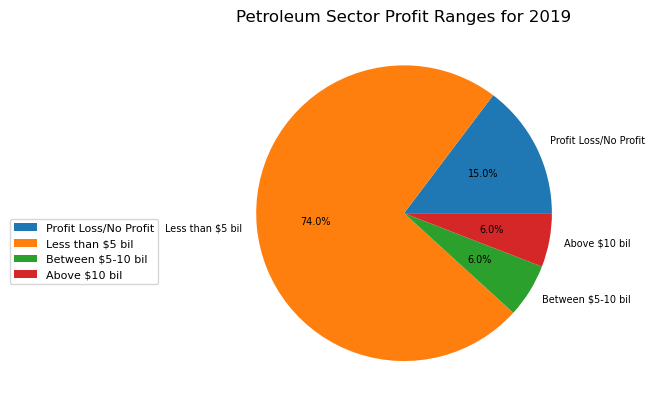 Petroleum Sector Profit Ranges for 2019
Profit Loss/No Profit
15.0%
Less than $5 bil
74.0%
6.0%
Above $10 bil
6.0%
Between $5-10 bil
Profit Loss/No Profit
Less than $5 bil
Between $5-10 bil
Above $10 bil